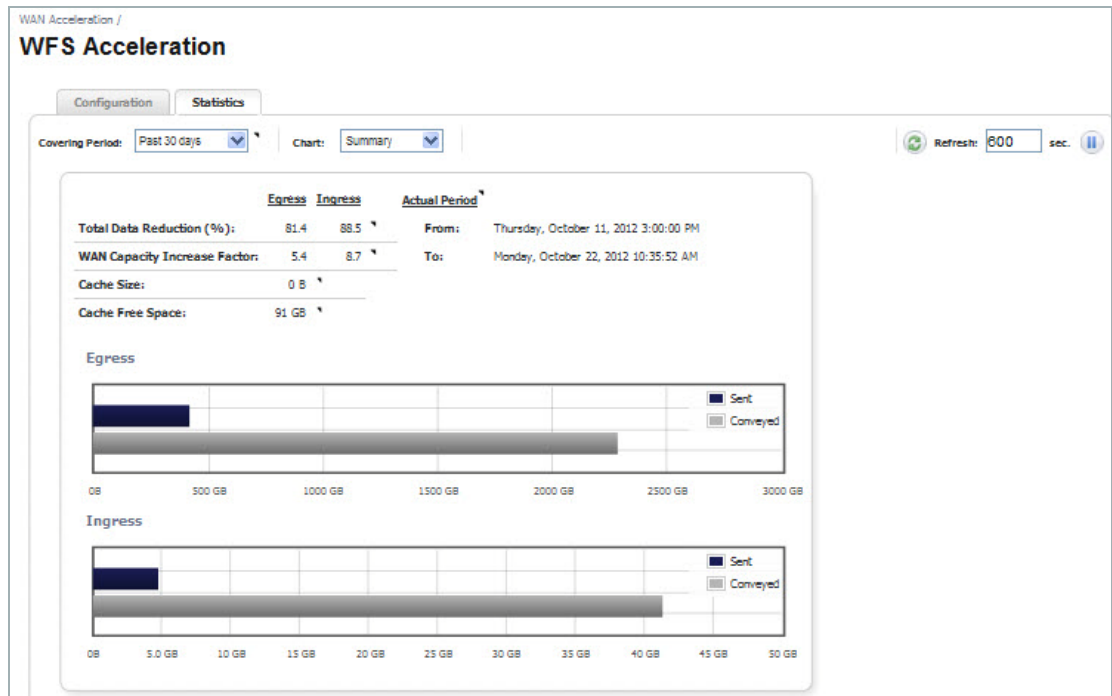 WAN Acceleration /
WFS Acceleration
Configuration Statistics
Covering Period: Past 30 days Chart: Summary Refresh: 600 sec.
Egress Ingress Actual Period
Total Data Reduction (%): 81.4 88.5 From: Thursday, October 11, 2012 3:00:00 PM
WAN Capacity Increase Factor: 5.4 8.7 To: Monday, October 22, 2012 10:35:52 AM
Cache Size: 0 B
Cache Free Space: 91 GB
Egress
Sent
Conveyed
0B 500 GB 1000 GB 1500 GB 2000 GB 2500 GB 3000 GB
Ingress
Sent
Conveyed
0B 5.0 GB 10 GB 15 GB 20 GB 25 GB 30 GB 35 GB 40 GB 45 GB 50 GB